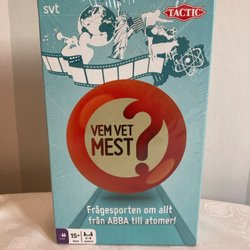 svt
TACTIC
VEM VET
MEST?
Frågesporten om allt
från ABBA till atomer!
15+